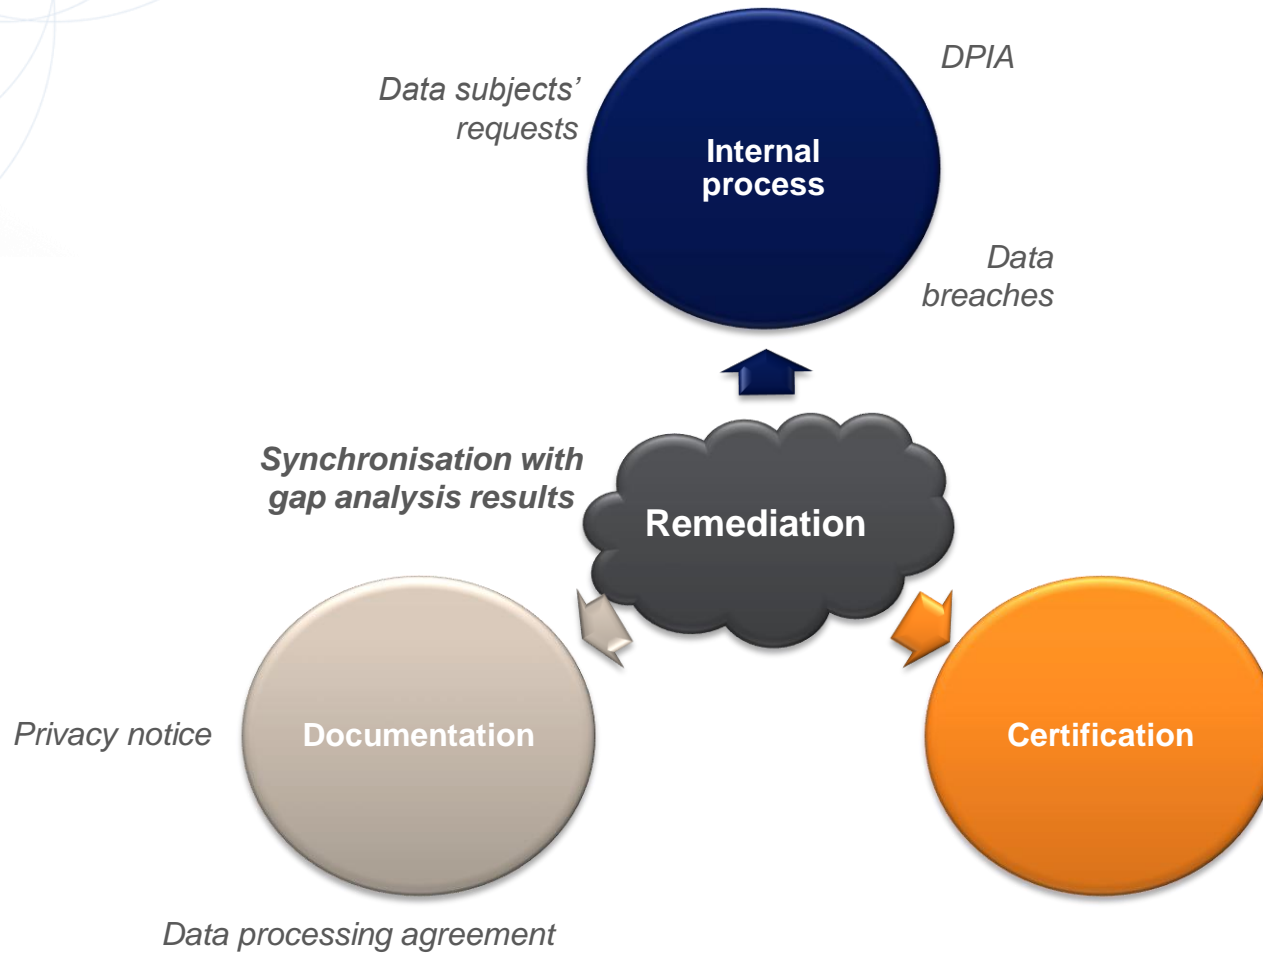 DPIA
Data subjects’
requests
Internal
process
Data
breaches
Synchronisation with
gap analysis results
Remediation
Privacy notice
Documentation
Certification
Data processing agreement